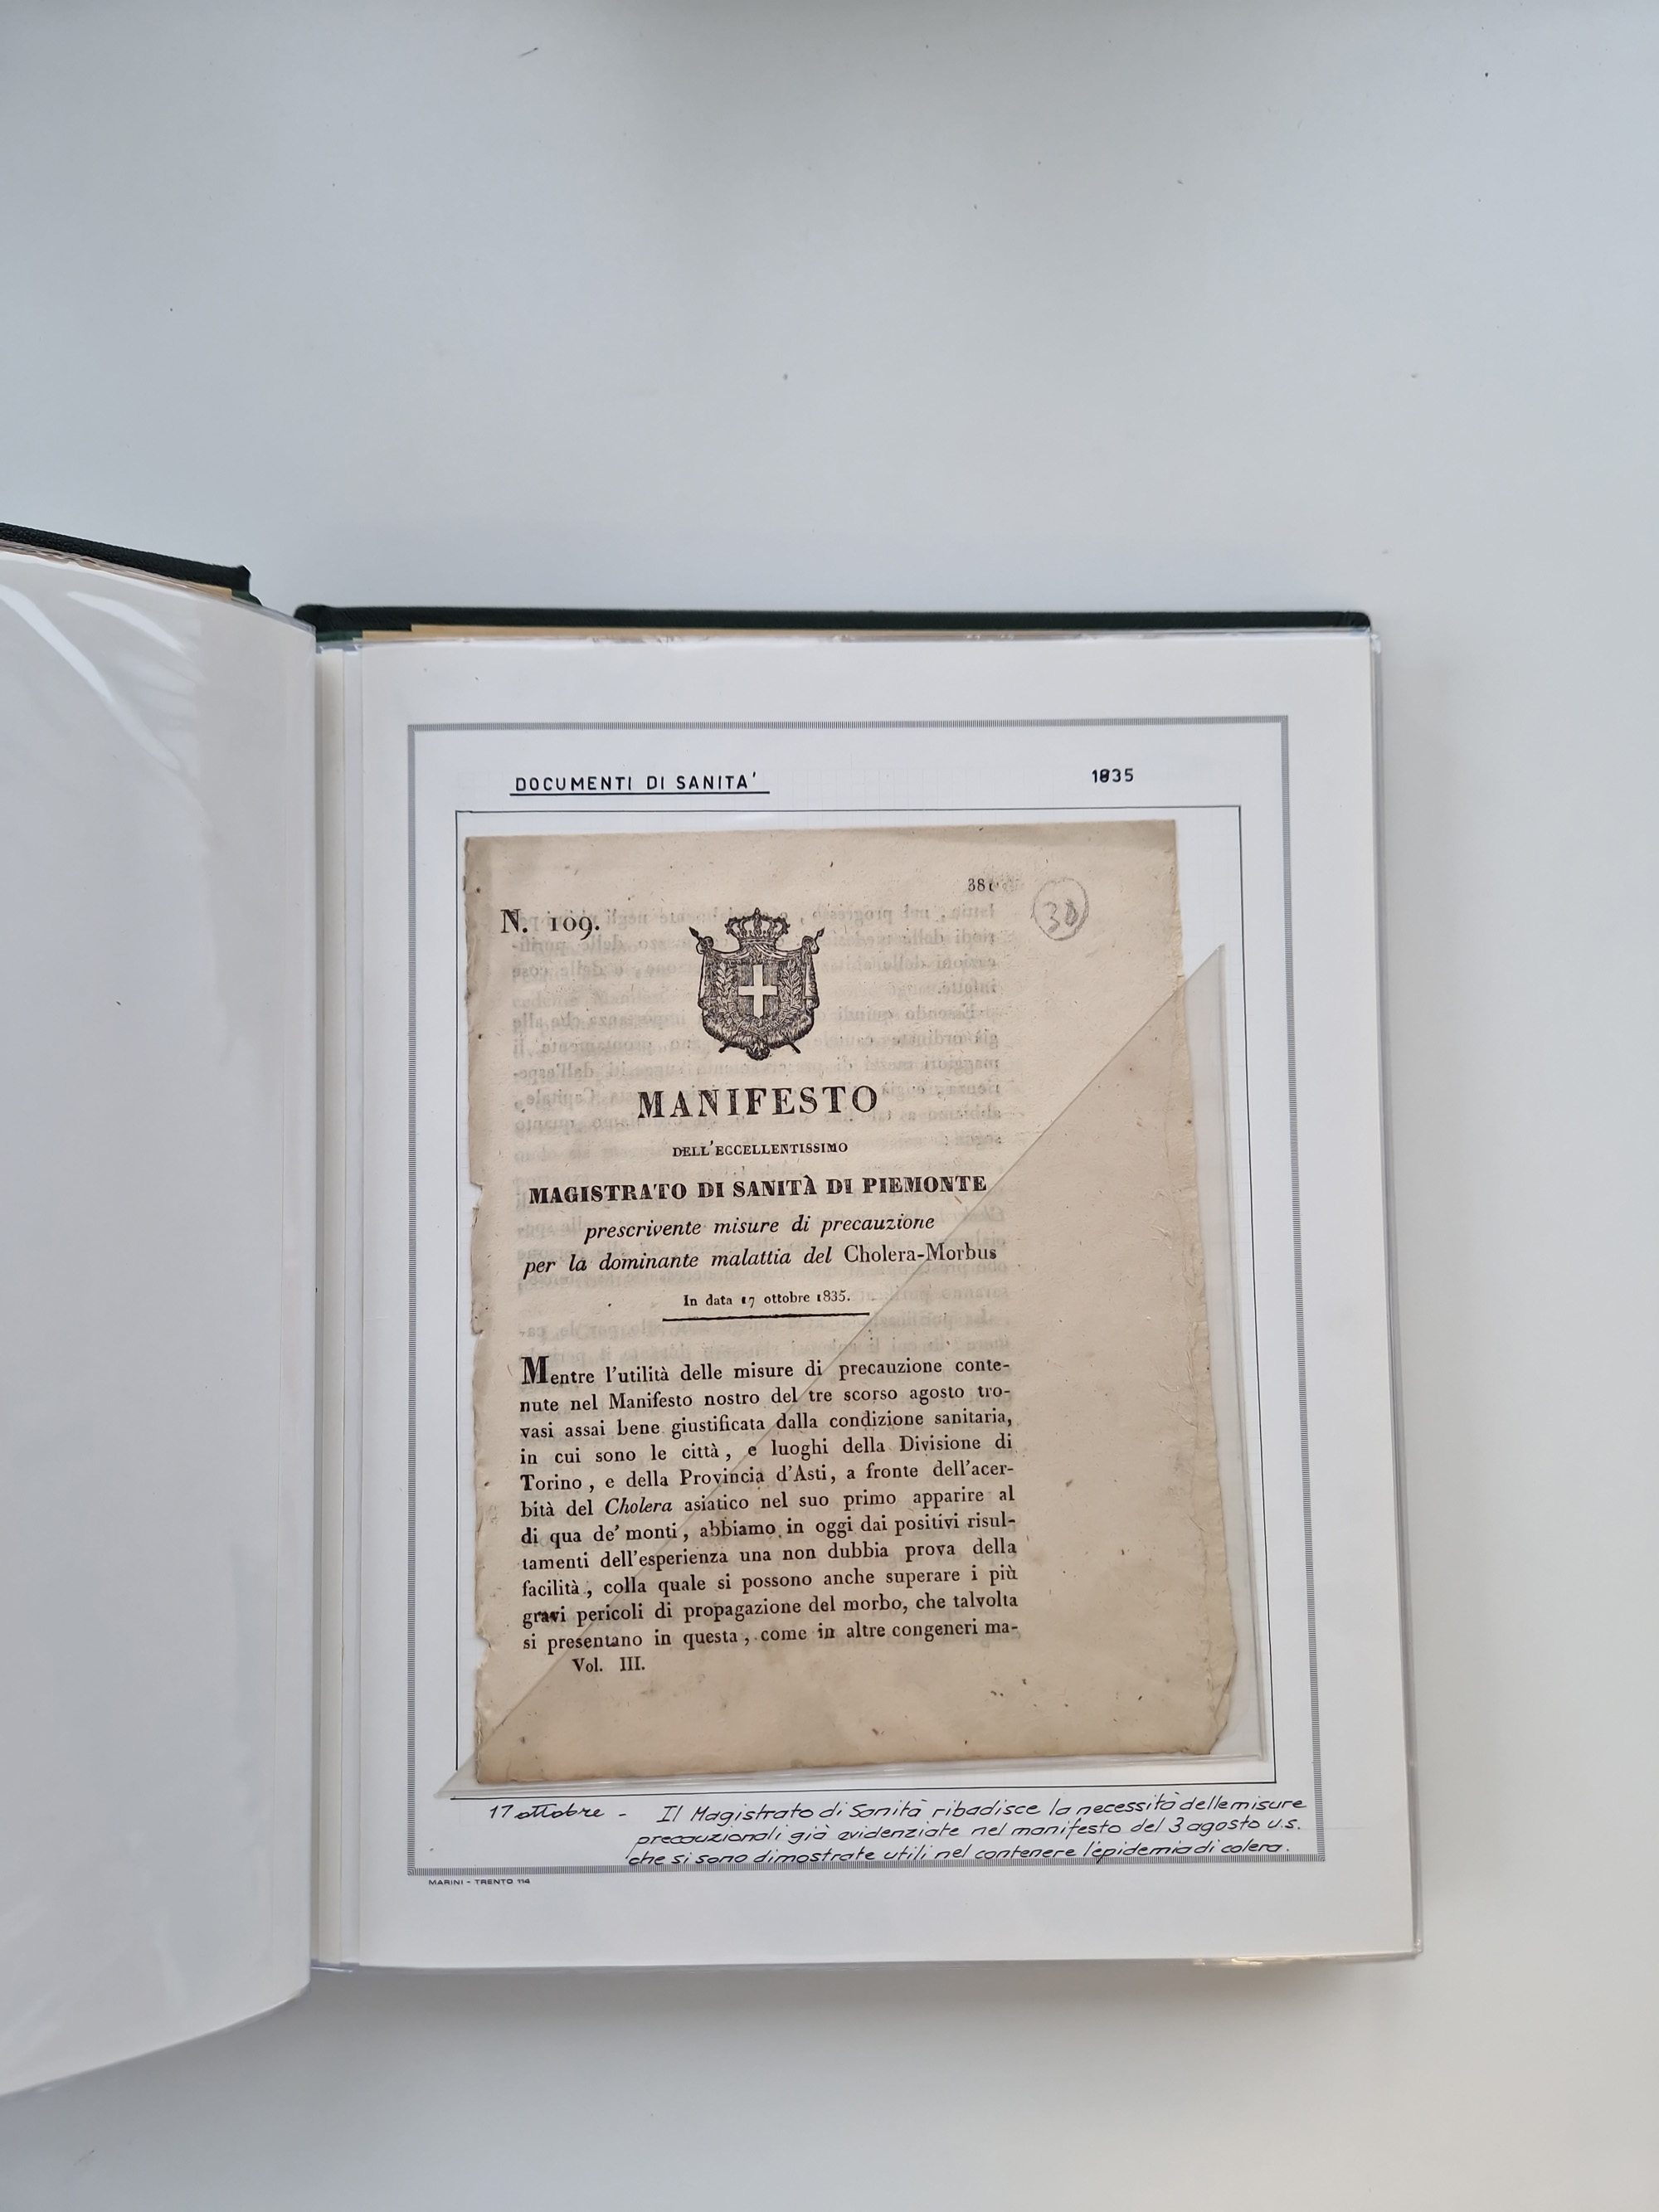 DOCUMENTI DI SANITA'
1835
38
38
N. 109.
MANIFESTO
DELL'ECCELLENTISSIMO
MAGISTRATO DI SANITÀ DI PIEMONTE
prescrivente misure di precauzione
per la dominante malattia del Cholera-Morbus
In data 17 ottobre 1835.
Mentre l'utilità delle misure di precauzione conte-
nute nel Manifesto nostro del tre scorso agosto tro-
vasi assai bene giustificata dalla condizione sanitaria,
in cui sono le città, e luoghi della Divisione di
Torino, e della Provincia d'Asti, a fronte dell'acer-
bità del Cholera asiatico nel suo primo apparire al
di qua de' monti, abbiamo in oggi dai positivi risul-
tamenti dell'esperienza una non dubbia prova della
facilità, colla quale si possono anche superare i più
gravi pericoli di propagazione del morbo, che talvolta
si presentano in questa, come in altre congeneri ma-
Vol. III.
17 ottobre - Il Magistrato di Sanità ribadisce la necessità delle misure
precauzionali già evidenziate nel manifesto del 3 agosto u.s.
che si sono dimostrate utili nel contenere l'epidemia di colera.
MARINI - TRENTO 114